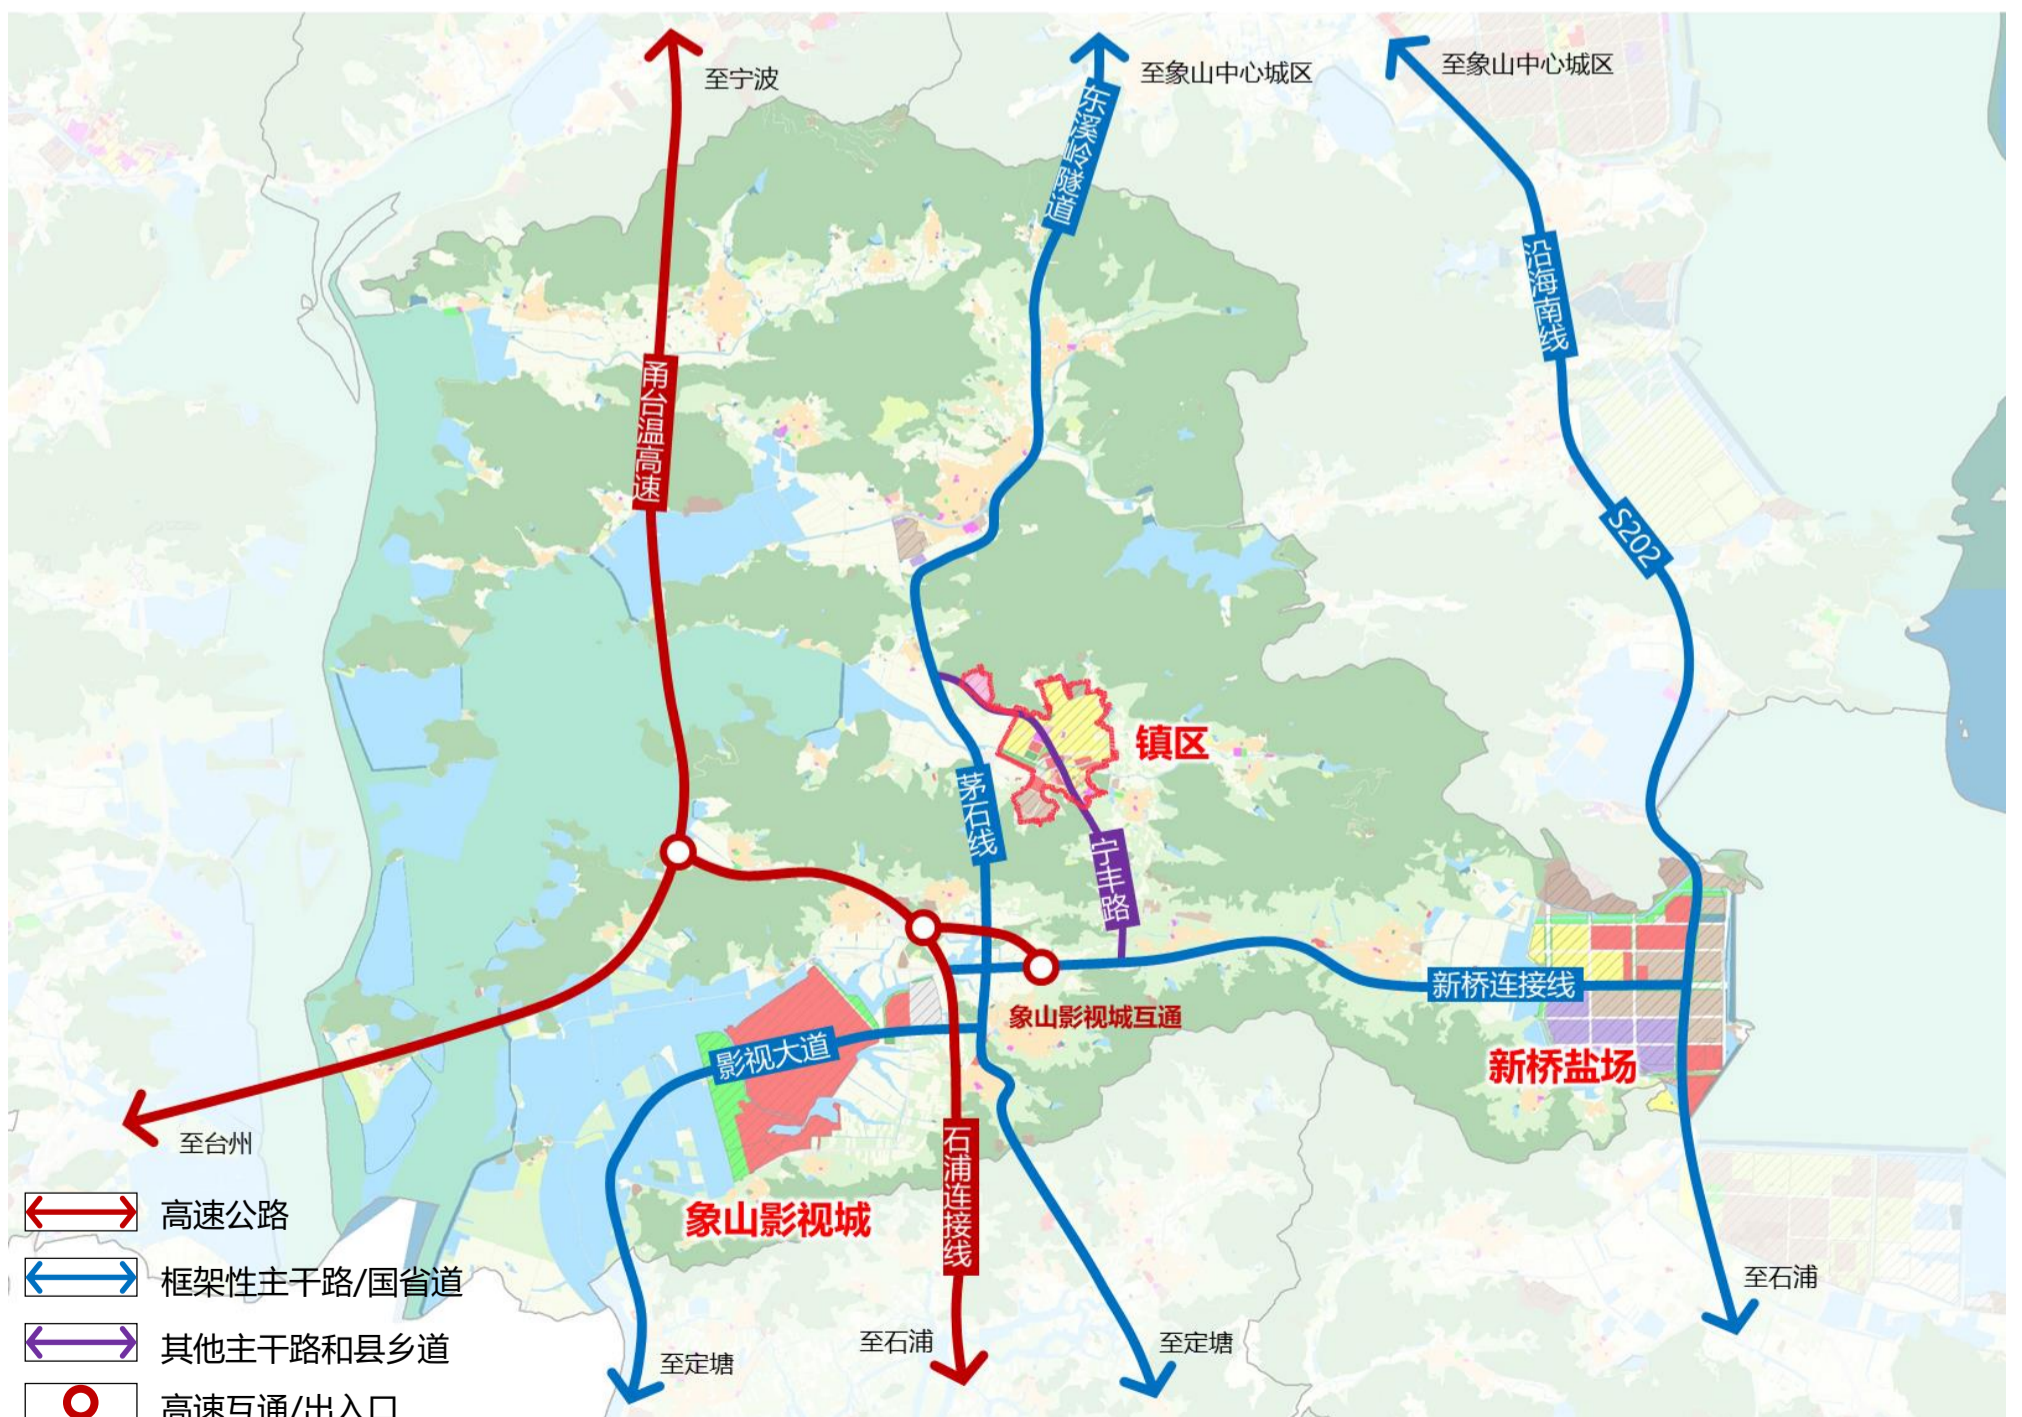 至宁波
至象山中心城区
至象山中心城区
东溪岭隧道
沿海南线
甬台温高速
S202
镇区
茅石线
宁丰路
新桥连接线
象山影视城互通
影视大道
新桥盐场
至台州
石浦连接线
象山影视城
高速公路
框架性主干路/国省道
其他主干路和县乡道
高速互通/出入口
至石浦
至石浦
至定塘
至定塘